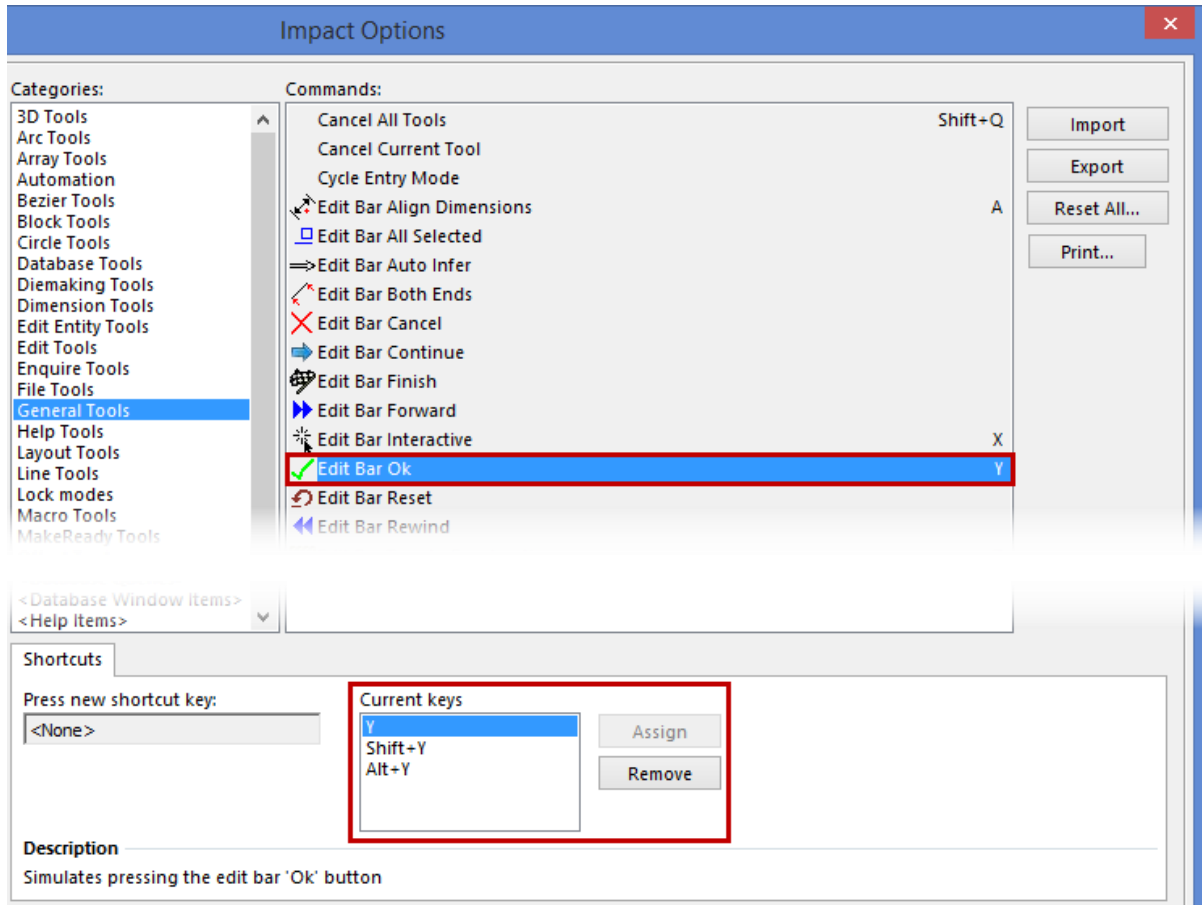 Impact Options
Categories:
3D Tools
Arc Tools
Array Tools
Automation
Bezier Tools
Block Tools
Circle Tools
Database Tools
Diemaking Tools
Dimension Tools
Edit Entity Tools
Edit Tools
Enquire Tools
File Tools
General Tools
Help Tools
Layout Tools
Line Tools
Lock modes
Macro Tools
MakeReady Tools
<Database Window Items>
<Help Items>
Commands:
Cancel All Tools Shift+Q
Cancel Current Tool
Cycle Entry Mode
Edit Bar Align Dimensions A
Edit Bar All Selected
Edit Bar Auto Infer
Edit Bar Both Ends
Edit Bar Cancel
Edit Bar Continue
Edit Bar Finish
Edit Bar Forward
Edit Bar Interactive X
Edit Bar Ok Y
Edit Bar Reset
Edit Bar Rewind
Import
Export
Reset All...
Print...
Shortcuts
Press new shortcut key:
<None>
Current keys
Y
Shift+Y
Alt+Y
Assign
Remove
Description
Simulates pressing the edit bar 'Ok' button